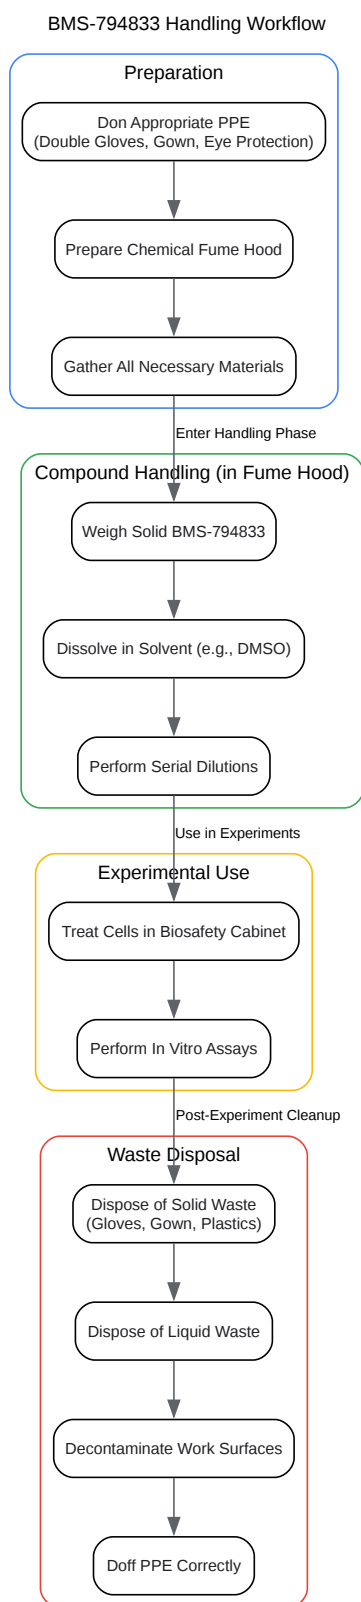 BMS-794833 Handling Workflow
Preparation
Don Appropriate PPE
(Double Gloves, Gown, Eye Protection)
Prepare Chemical Fume Hood
Gather All Necessary Materials
Enter Handling Phase
Compound Handling (in Fume Hood)
Weigh Solid BMS-794833
Dissolve in Solvent (e.g., DMSO)
Perform Serial Dilutions
Use in Experiments
Experimental Use
Treat Cells in Biosafety Cabinet
Perform In Vitro Assays
Post-Experiment Cleanup
Waste Disposal
Dispose of Solid Waste
(Gloves, Gown, Plastics)
Dispose of Liquid Waste
Decontaminate Work Surfaces
Doff PPE Correctly